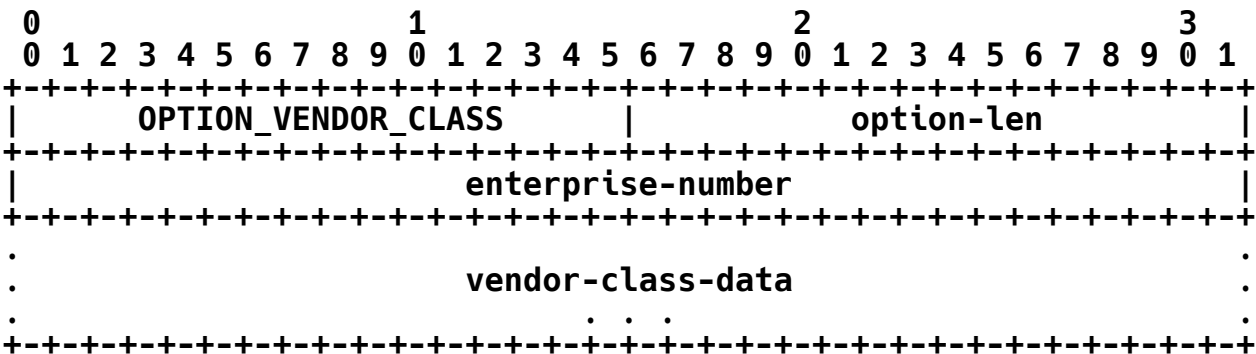 0                   1                   2                   3
 0 1 2 3 4 5 6 7 8 9 0 1 2 3 4 5 6 7 8 9 0 1 2 3 4 5 6 7 8 9 0 1
+-+-+-+-+-+-+-+-+-+-+-+-+-+-+-+-+-+-+-+-+-+-+-+-+-+-+-+-+-+-+-+-+
|      OPTION_VENDOR_CLASS      |           option-len          |
+-+-+-+-+-+-+-+-+-+-+-+-+-+-+-+-+-+-+-+-+-+-+-+-+-+-+-+-+-+-+-+-+
|                       enterprise-number                       |
+-+-+-+-+-+-+-+-+-+-+-+-+-+-+-+-+-+-+-+-+-+-+-+-+-+-+-+-+-+-+-+-+
.                                                               .
.                       vendor-class-data                       .
.                             . . .                             .
+-+-+-+-+-+-+-+-+-+-+-+-+-+-+-+-+-+-+-+-+-+-+-+-+-+-+-+-+-+-+-+-+